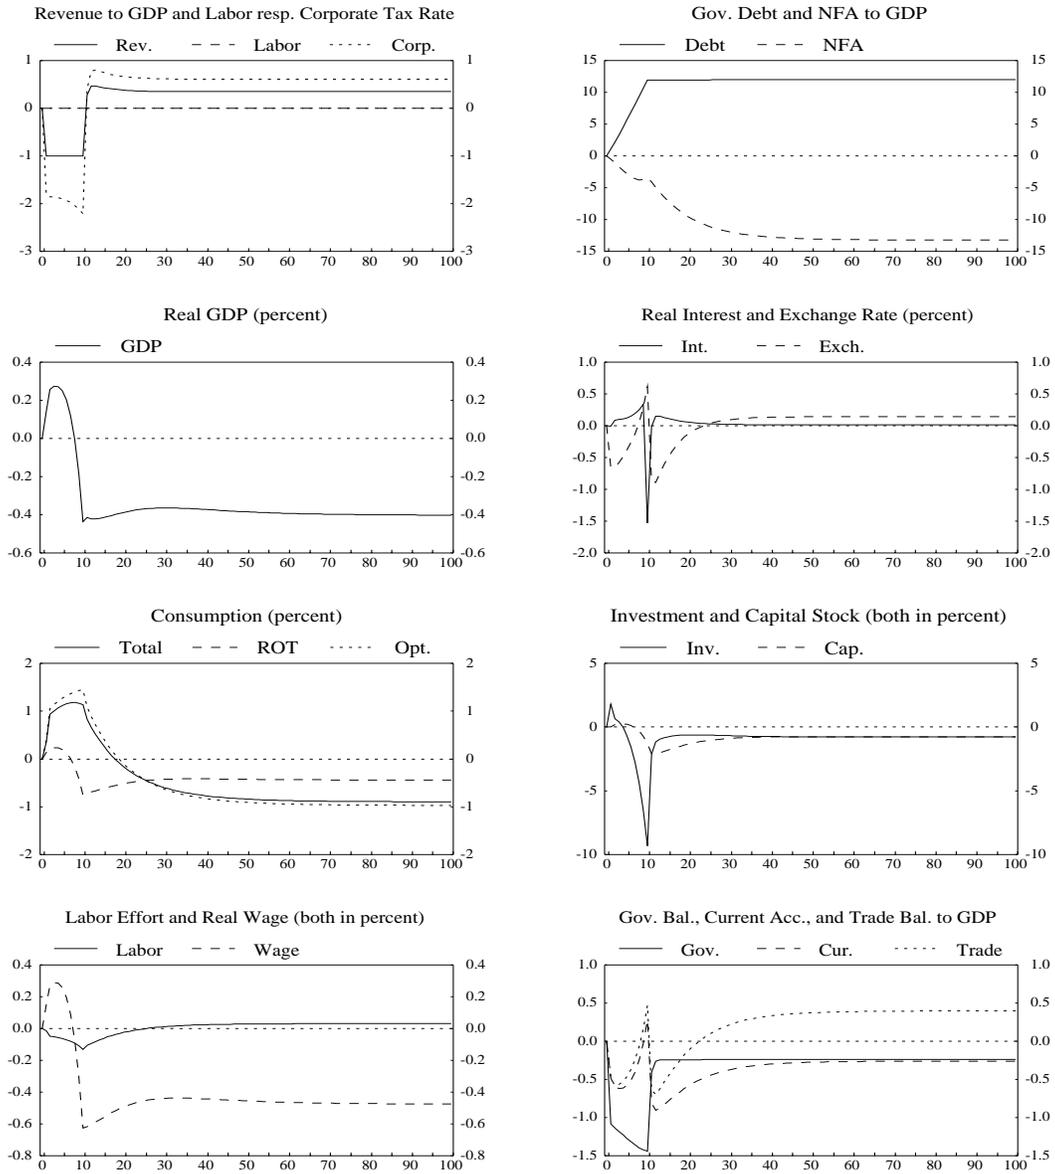 Revenue to GDP and Labor resp. Corporate Tax Rate
Rev. Labor Corp.
1 1
0 0
-1 -1
-2 -2
-3 -3
0 10 20 30 40 50 60 70 80 90 100
Gov. Debt and NFA to GDP
Debt NFA
15 15
10 10
5 5
0 0
-5 -5
-10 -10
-15 -15
0 10 20 30 40 50 60 70 80 90 100
Real GDP (percent)
GDP
0.4 0.4
0.2 0.2
0.0 0.0
-0.2 -0.2
-0.4 -0.4
-0.6 -0.6
0 10 20 30 40 50 60 70 80 90 100
Real Interest and Exchange Rate (percent)
Int. Exch.
1.0 1.0
0.5 0.5
0.0 0.0
-0.5 -0.5
-1.0 -1.0
-1.5 -1.5
-2.0 -2.0
0 10 20 30 40 50 60 70 80 90 100
Consumption (percent)
Total ROT Opt.
2 2
1 1
0 0
-1 -1
-2 -2
0 10 20 30 40 50 60 70 80 90 100
Investment and Capital Stock (both in percent)
Inv. Cap.
5 5
0 0
-5 -5
-10 -10
0 10 20 30 40 50 60 70 80 90 100
Labor Effort and Real Wage (both in percent)
Labor Wage
0.4 0.4
0.2 0.2
0.0 0.0
-0.2 -0.2
-0.4 -0.4
-0.6 -0.6
-0.8 -0.8
0 10 20 30 40 50 60 70 80 90 100
Gov. Bal., Current Acc., and Trade Bal. to GDP
Gov. Cur. Trade
1.0 1.0
0.5 0.5
0.0 0.0
-0.5 -0.5
-1.0 -1.0
-1.5 -1.5
0 10 20 30 40 50 60 70 80 90 100